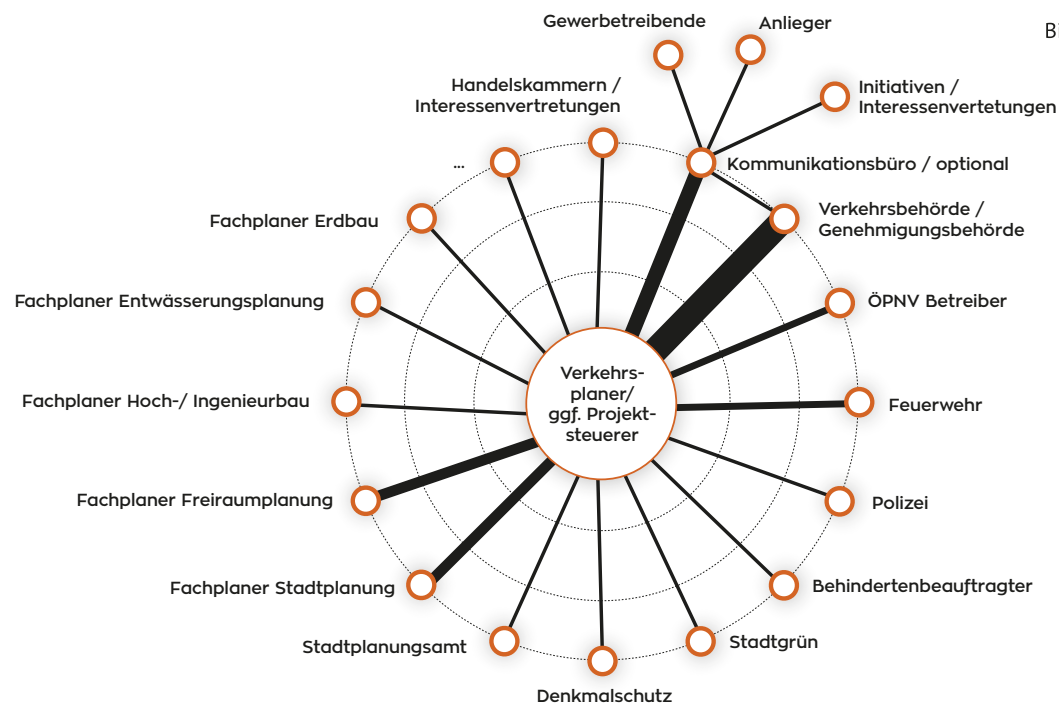 Gewerbetreibende
Anlieger
Initiativen /
Interessenvertetungen
Handelskammern /
Interessenvertretungen
Kommunikationsbüro / optional
...
Verkehrsbehörde /
Genehmigungsbehörde
Fachplaner Erdbau
Fachplaner Entwässerungsplanung
ÖPNV Betreiber
Verkehrs-
planer/
ggf. Projekt-
steuerer
Fachplaner Hoch-/ Ingenieurbau
Feuerwehr
Fachplaner Freiraumplanung
Polizei
Fachplaner Stadtplanung
Behindertenbeauftragter
Stadtplanungsamt
Stadtgrün
Denkmalschutz